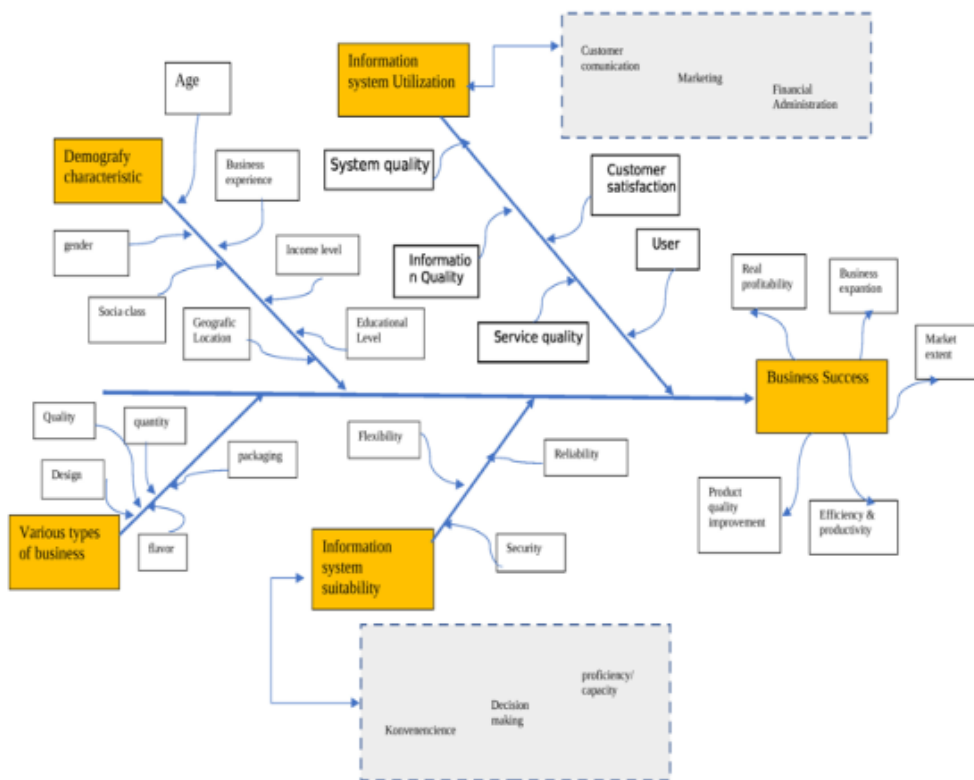 Information
system Utilization
Customer
comunication
Marketing
Financial
Administration
Age
Demografy
characteristic
Business
experience
System quality
Customer
satisfaction
gender
Income level
Informatio
n Quality
User
Real
profitability
Business
expantion
Socia class
Geografic
Location
Educational
Level
Service quality
Market
extent
Business Success
Quality
quantity
packaging
Flexibility
Reliability
Design
Product
quality
improvement
Efficiency &
productivity
Various types
of business
flavor
Information
system
suitability
Security
proficiency/
capacity
Decision
making
Konvenencience